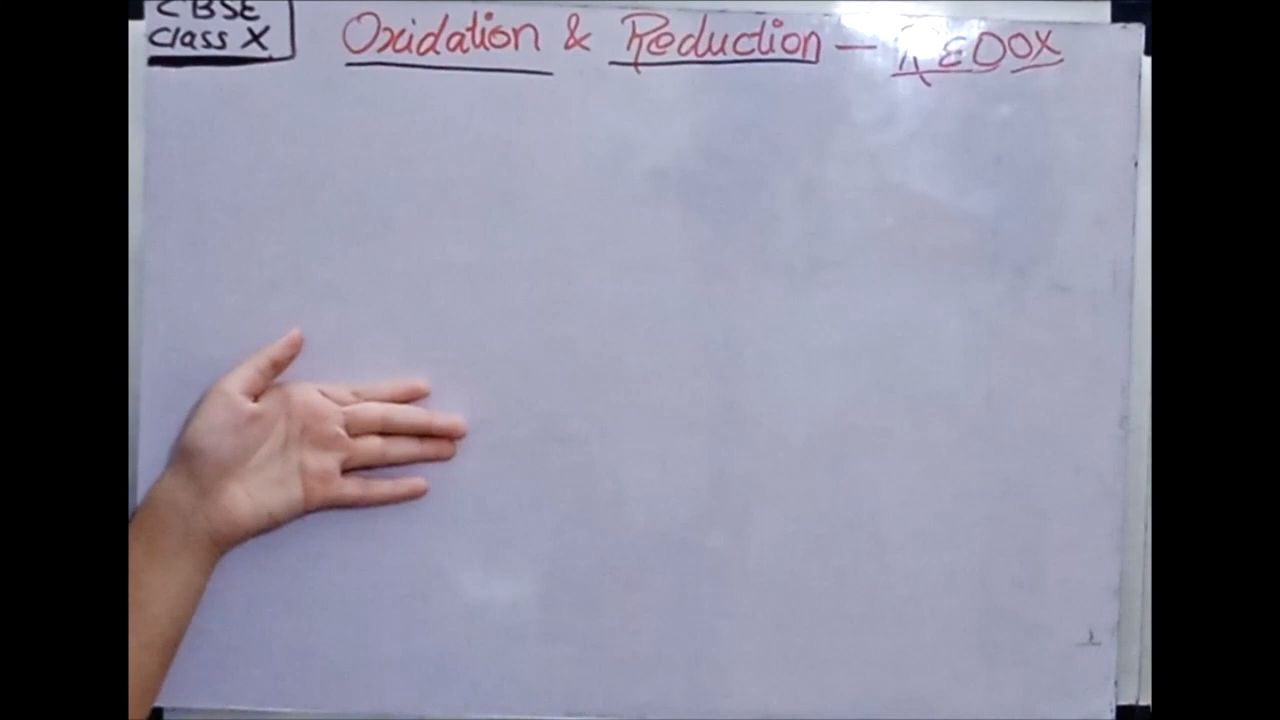 CBSE
Class X
Oxidation & Reduction – REDOX